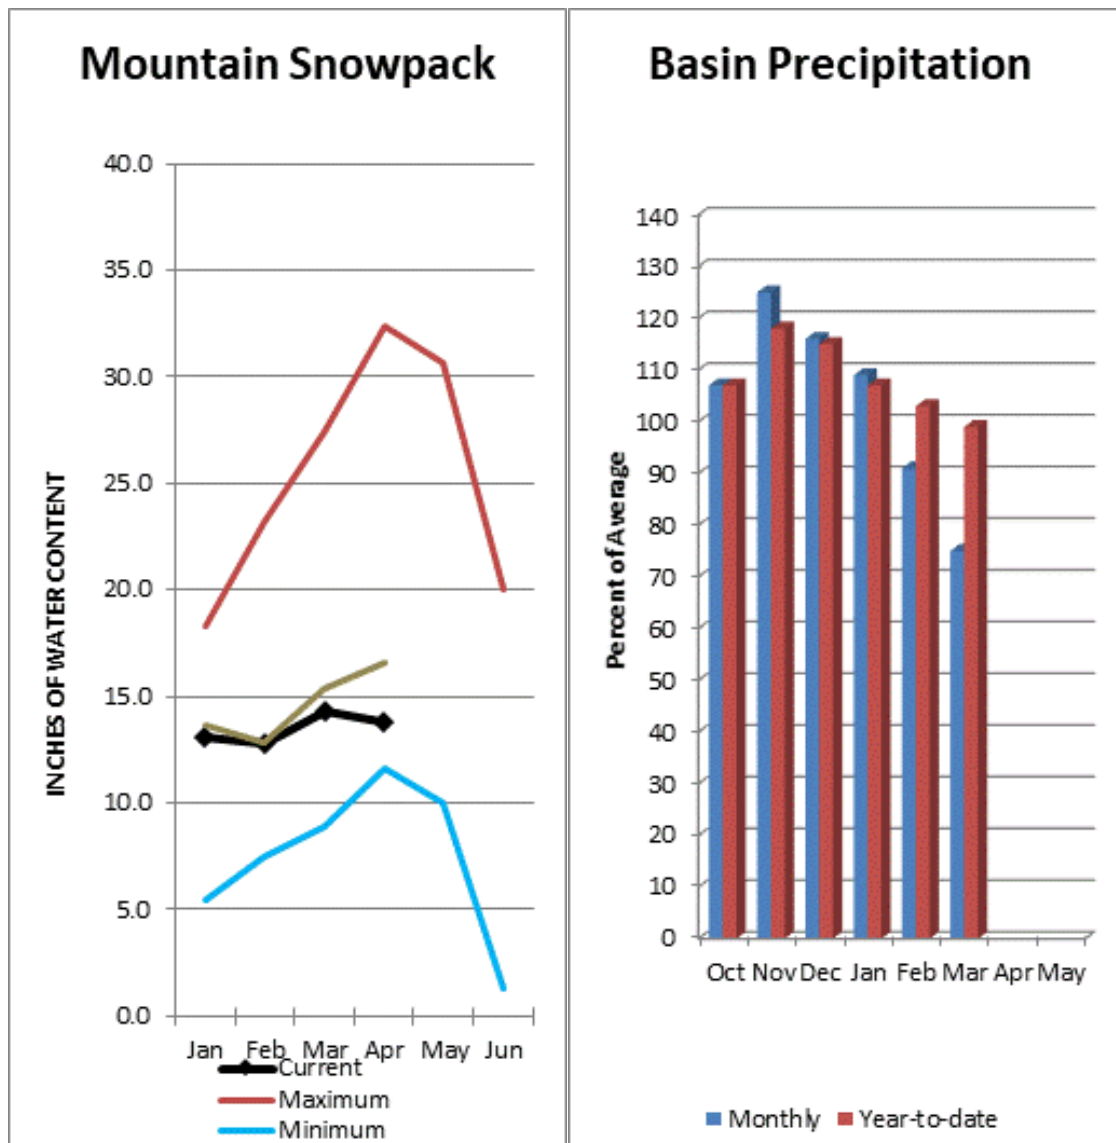 Mountain Snowpack
40.0
35.0
30.0
25.0
20.0
15.0
10.0
5.0
0.0
INCHES OF WATER CONTENT
Jan Feb Mar Apr May Jun
Current
Maximum
Minimum
Basin Precipitation
140
130
120
110
100
90
80
70
60
50
40
30
20
10
0
Percent of Average
Oct Nov Dec Jan Feb Mar Apr May
Monthly Year-to-date